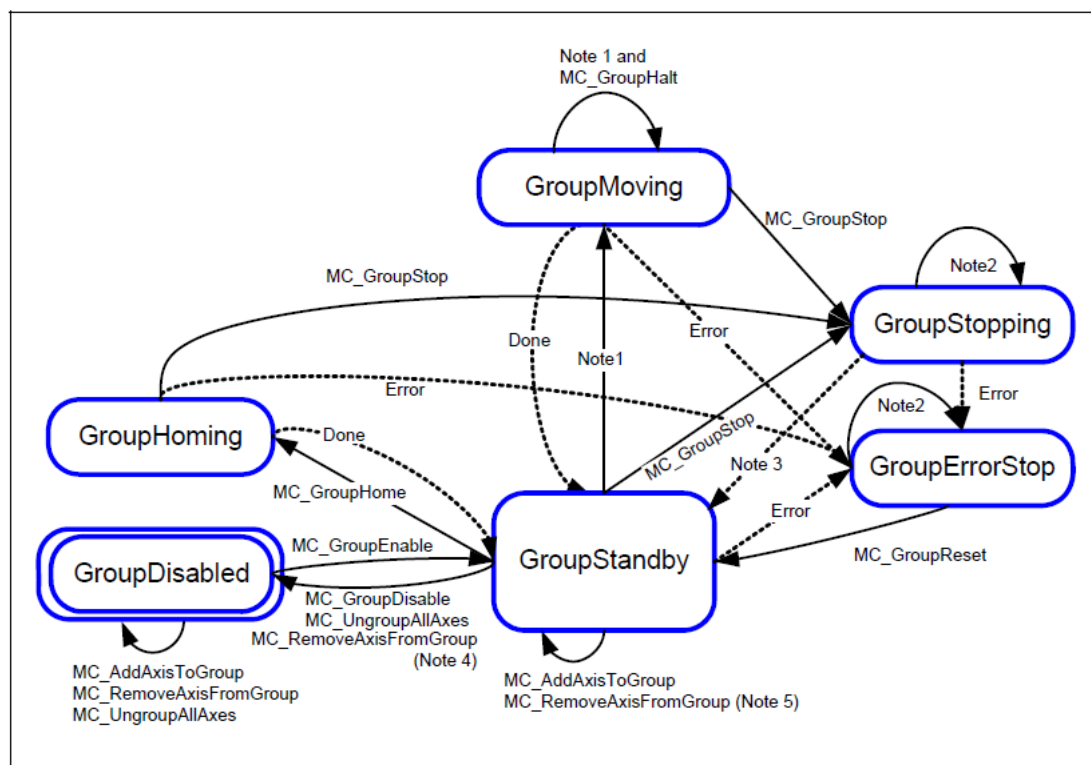 Note 1 and
MC_GroupHalt
GroupMoving
MC_GroupStop
MC_GroupStop
Note2
GroupStopping
Done
Note1
Error
Error
Error
Note2
GroupHoming
Done
MC_GroupStop
Note 3
GroupErrorStop
MC_GroupHome
Error
MC_GroupEnable
GroupStandby
MC_GroupReset
GroupDisabled
MC_GroupDisable
MC_UngroupAllAxes
MC_RemoveAxisFromGroup
(Note 4)
MC_AddAxisToGroup
MC_RemoveAxisFromGroup
MC_UngroupAllAxes
MC_AddAxisToGroup
MC_RemoveAxisFromGroup (Note 5)